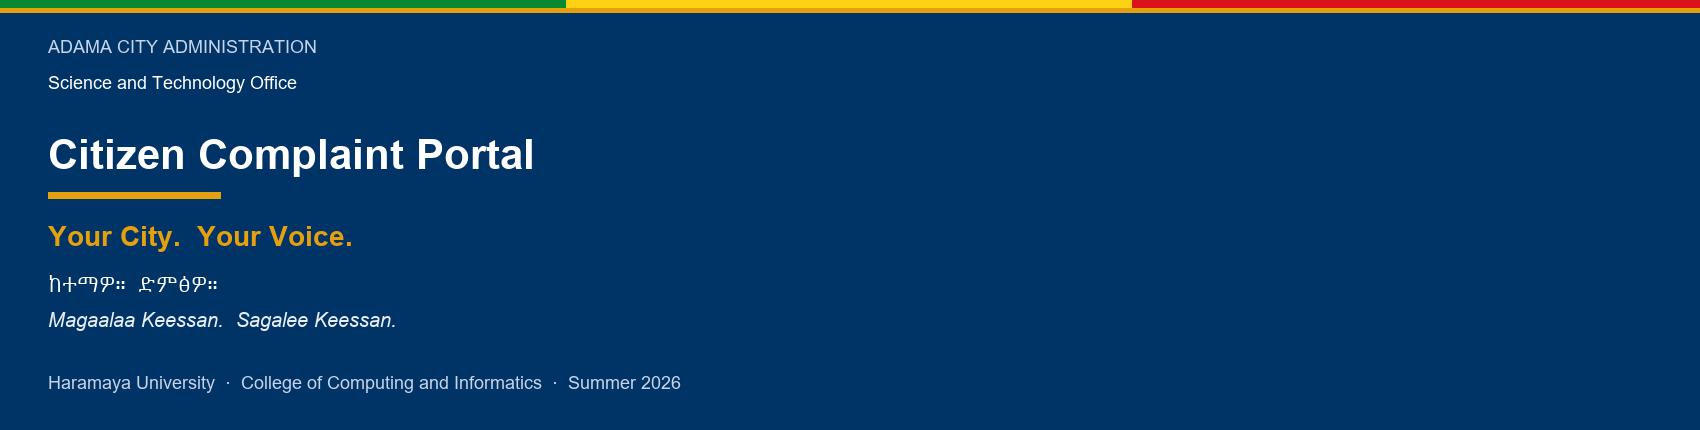 ADAMA CITY ADMINISTRATION
Science and Technology Office
Citizen Complaint Portal
Your City.  Your Voice.
ከተማዎ።  ድምፅዎ።
Magaalaa Keessan.  Sagalee Keessan.
Haramaya University  ·  College of Computing and Informatics  ·  Summer 2026